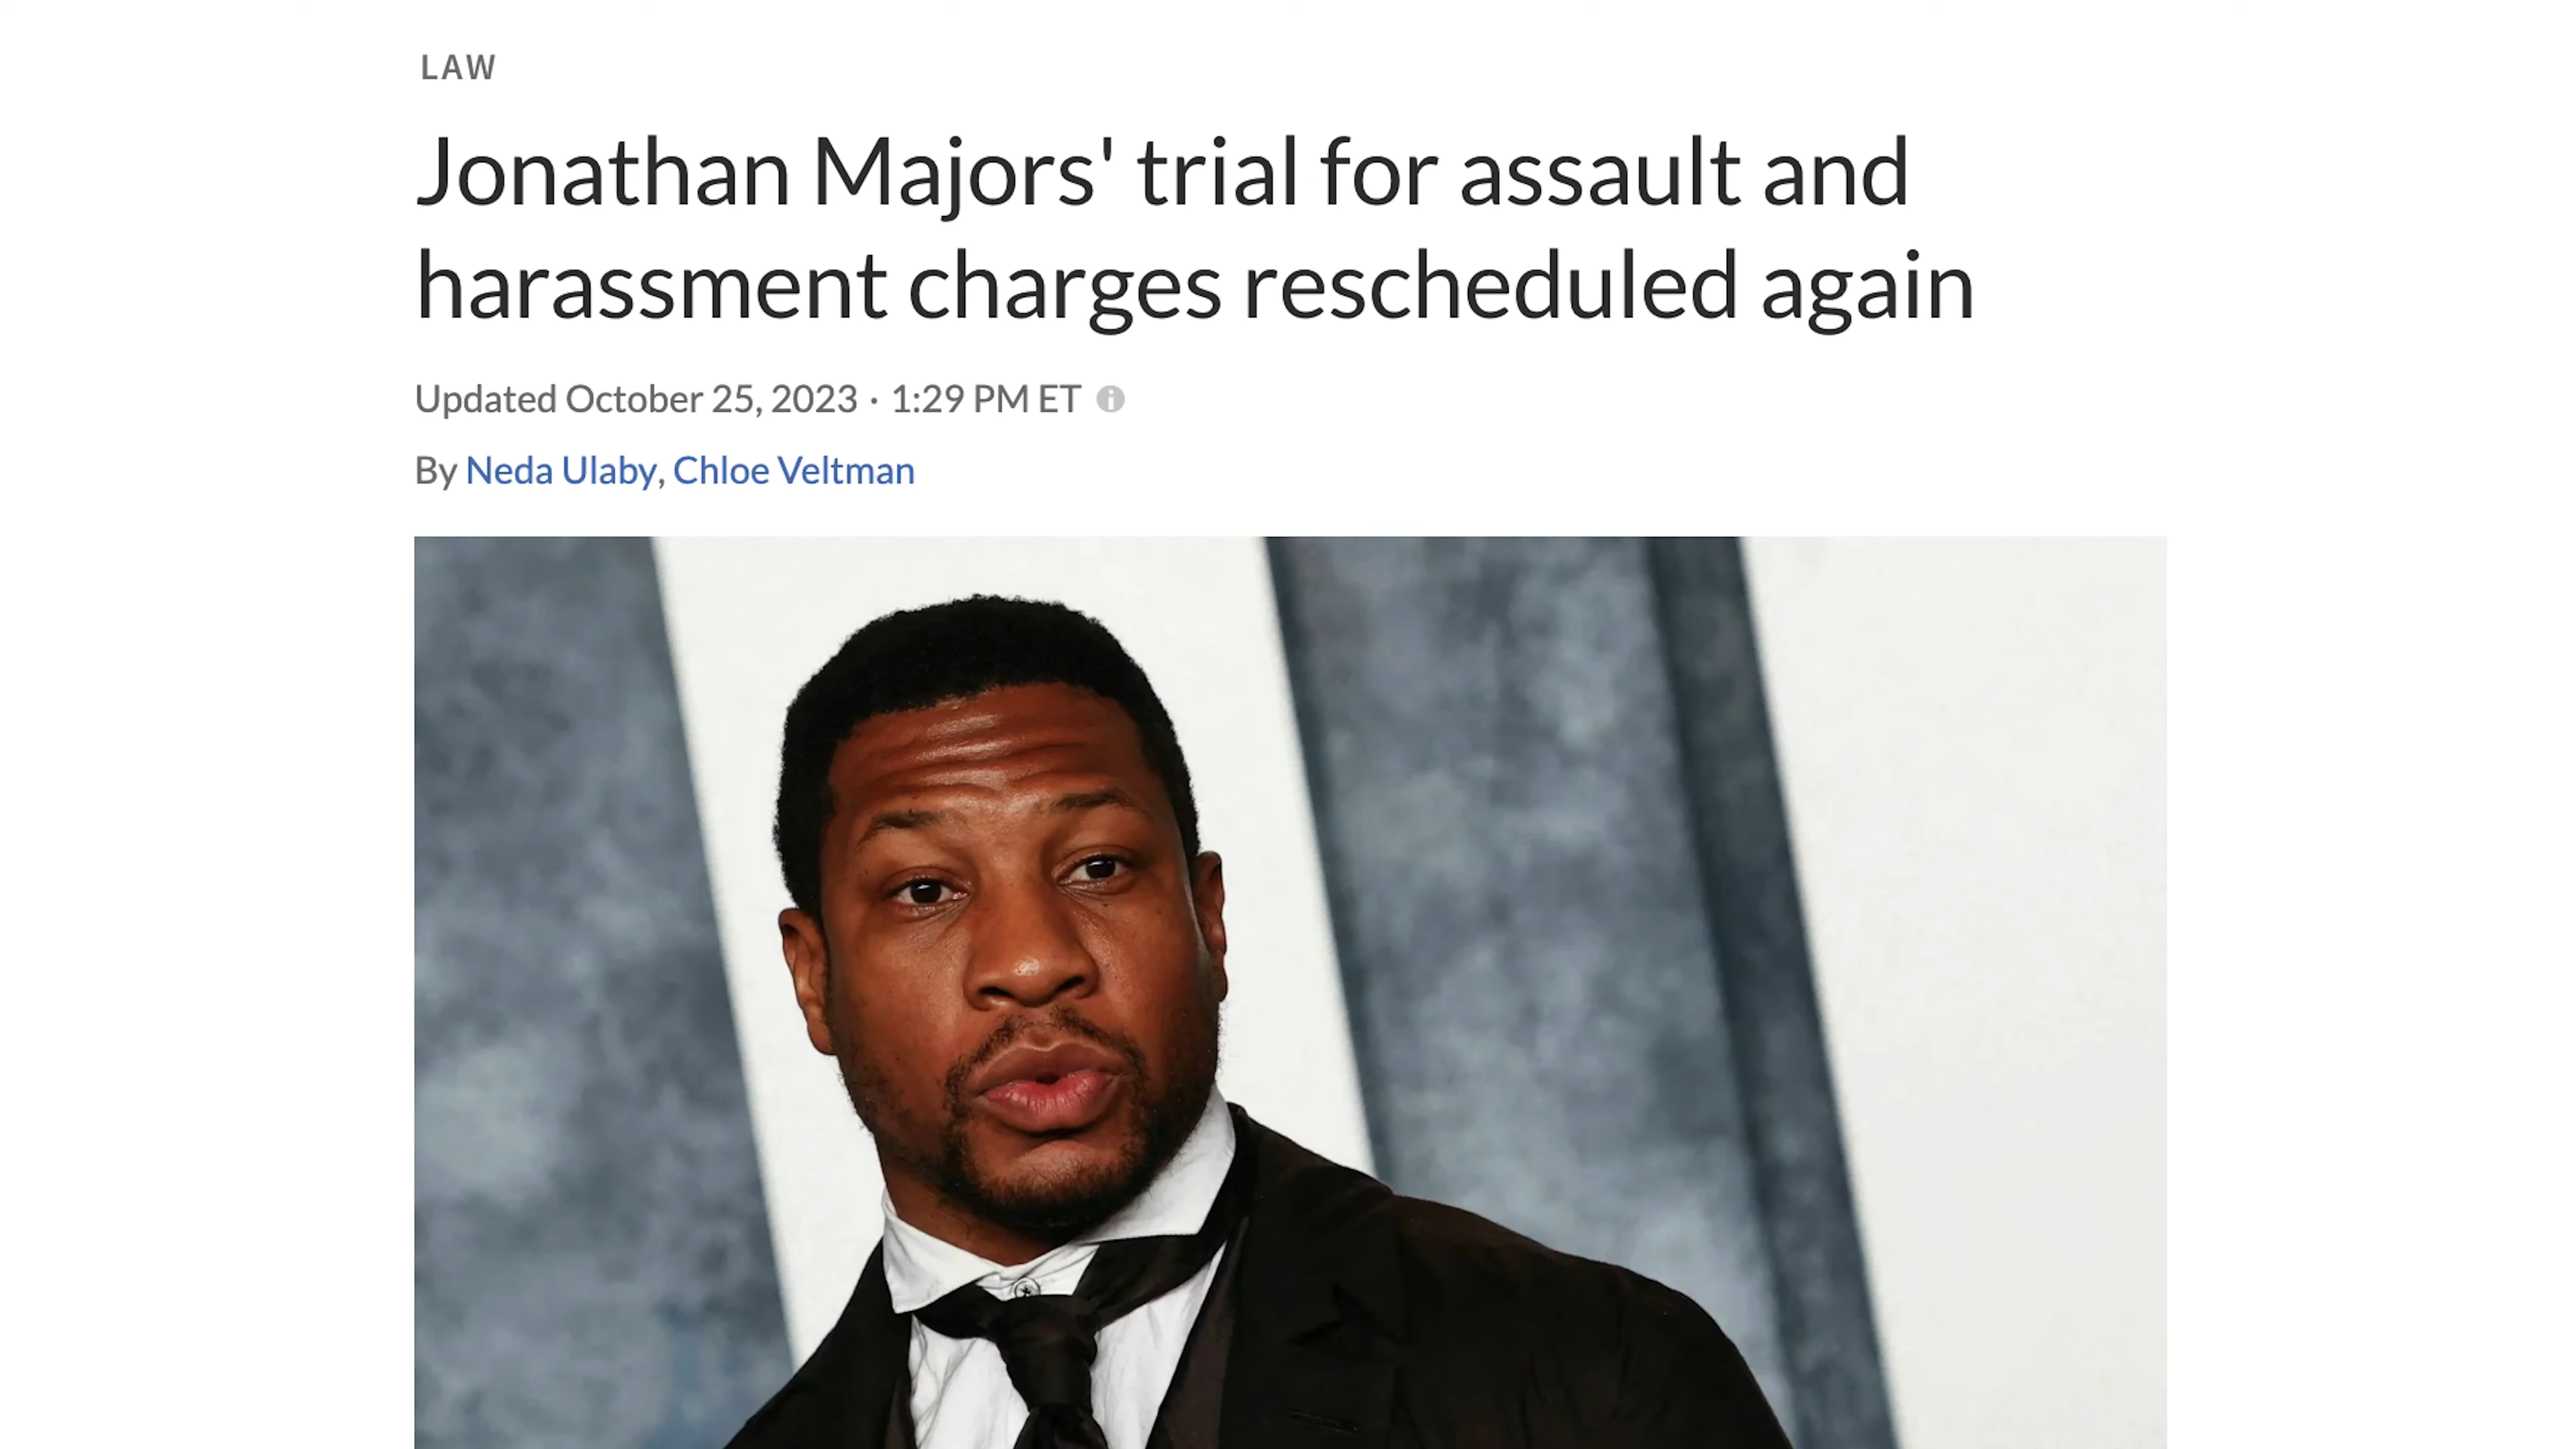 LAW
Jonathan Majors' trial for assault and
harassment charges rescheduled again
Updated October 25, 2023 · 1:29 PM ET
By Neda Ulaby, Chloe Veltman